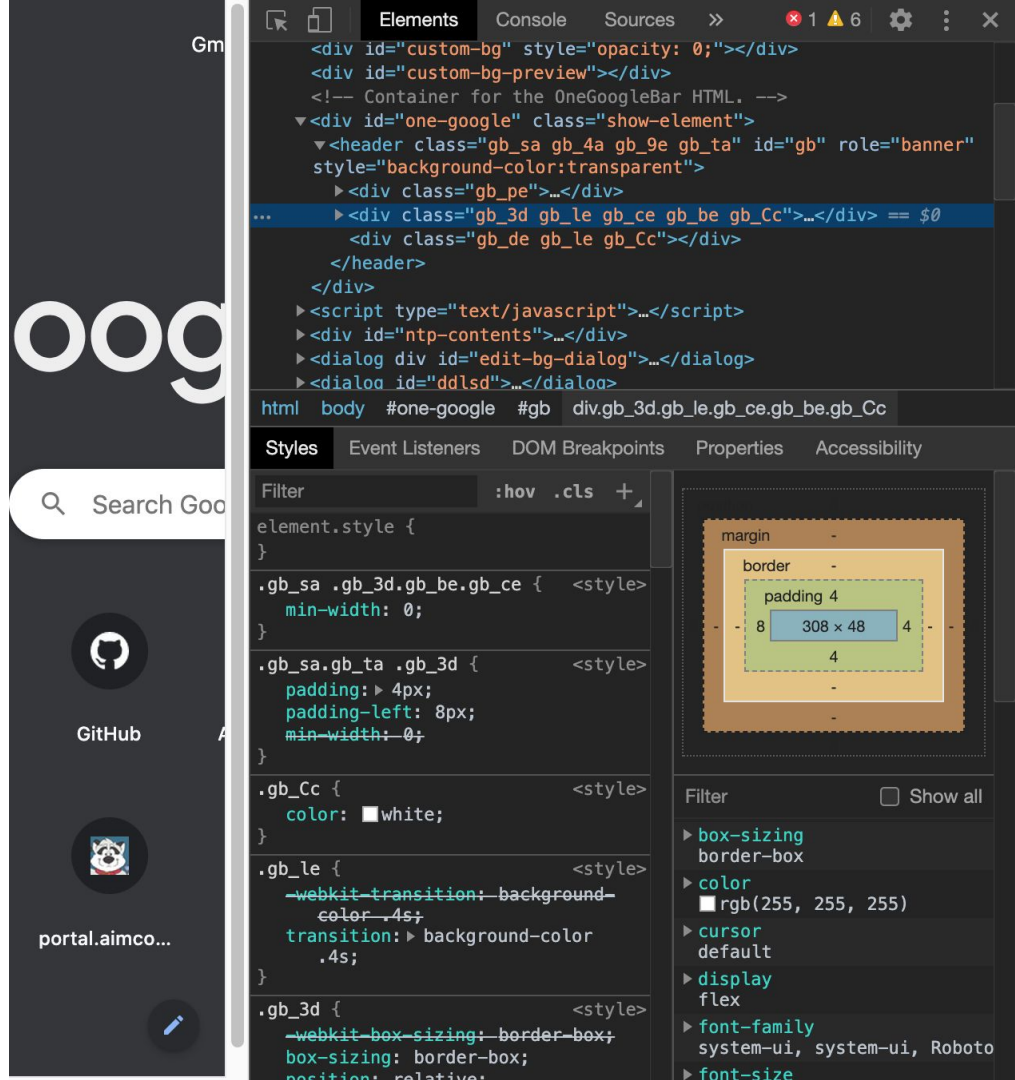 Gm
oog
Search Goo
GitHub
A
portal.aimco...
Elements Console Sources » 1 6
<div id="custom-bg" style="opacity: 0;"></div>
<div id="custom-bg-preview"></div>
<!-- Container for the OneGoogleBar HTML. -->
▼<div id="one-google" class="show-element">
▼<header class="gb_sa gb_4a gb_9e gb_ta" id="gb" role="banner"
style="background-color:transparent">
▶<div class="gb_pe">…</div>
… ▶<div class="gb_3d gb_le gb_ce gb_be gb_Cc">…</div> == $0
<div class="gb_de gb_le gb_Cc"></div>
</header>
</div>
▶<script type="text/javascript">…</script>
▶<div id="ntp-contents">…</div>
▶<dialog div id="edit-bg-dialog">…</dialog>
▶<dialog id="ddlsd">…</dialog>
html body #one-google #gb div.gb_3d.gb_le.gb_ce.gb_be.gb_Cc
Styles Event Listeners DOM Breakpoints Properties Accessibility
Filter :hov .cls +
element.style {
}
.gb_sa .gb_3d.gb_be.gb_ce { <style>
min-width: 0;
}
.gb_sa.gb_ta .gb_3d { <style>
padding:▶ 4px;
padding-left: 8px;
min-width: 0;
}
.gb_Cc { <style>
color: white;
}
.gb_le { <style>
-webkit-transition: background-
color .4s;
transition:▶ background-color
.4s;
}
.gb_3d { <style>
-webkit-box-sizing: border-box;
box-sizing: border-box;
position: relative;
margin -
border -
padding 4
- - 8 308 × 48 4 - -
4
-
-
Filter Show all
▶ box-sizing
border-box
▶ color
rgb(255, 255, 255)
▶ cursor
default
▶ display
flex
▶ font-family
system-ui, system-ui, Roboto
▶ font-size